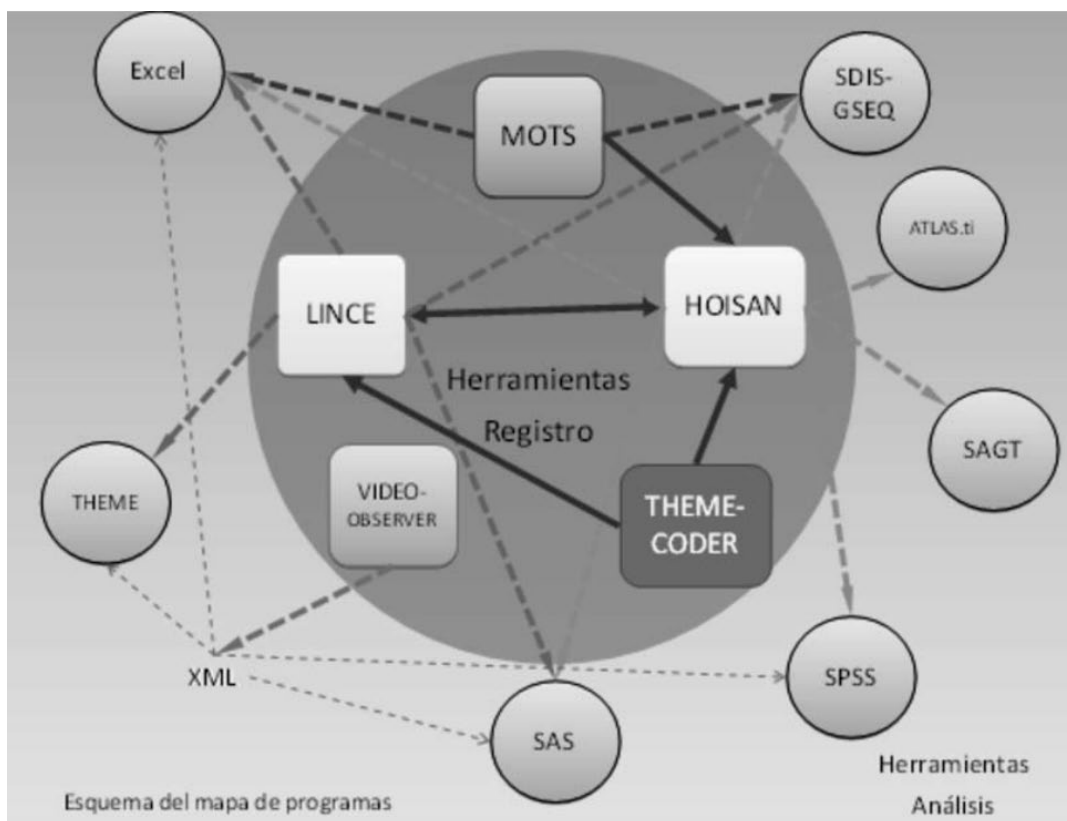 Excel
MOTS
SDIS-
GSEQ
ATLAS.ti
LINCE
HOISAN
Herramientas
Registro
SAGT
THEME
VIDEO-
OBSERVER
THEME-
CODER
XML
SPSS
SAS
Herramientas
Análisis
Esquema del mapa de programas